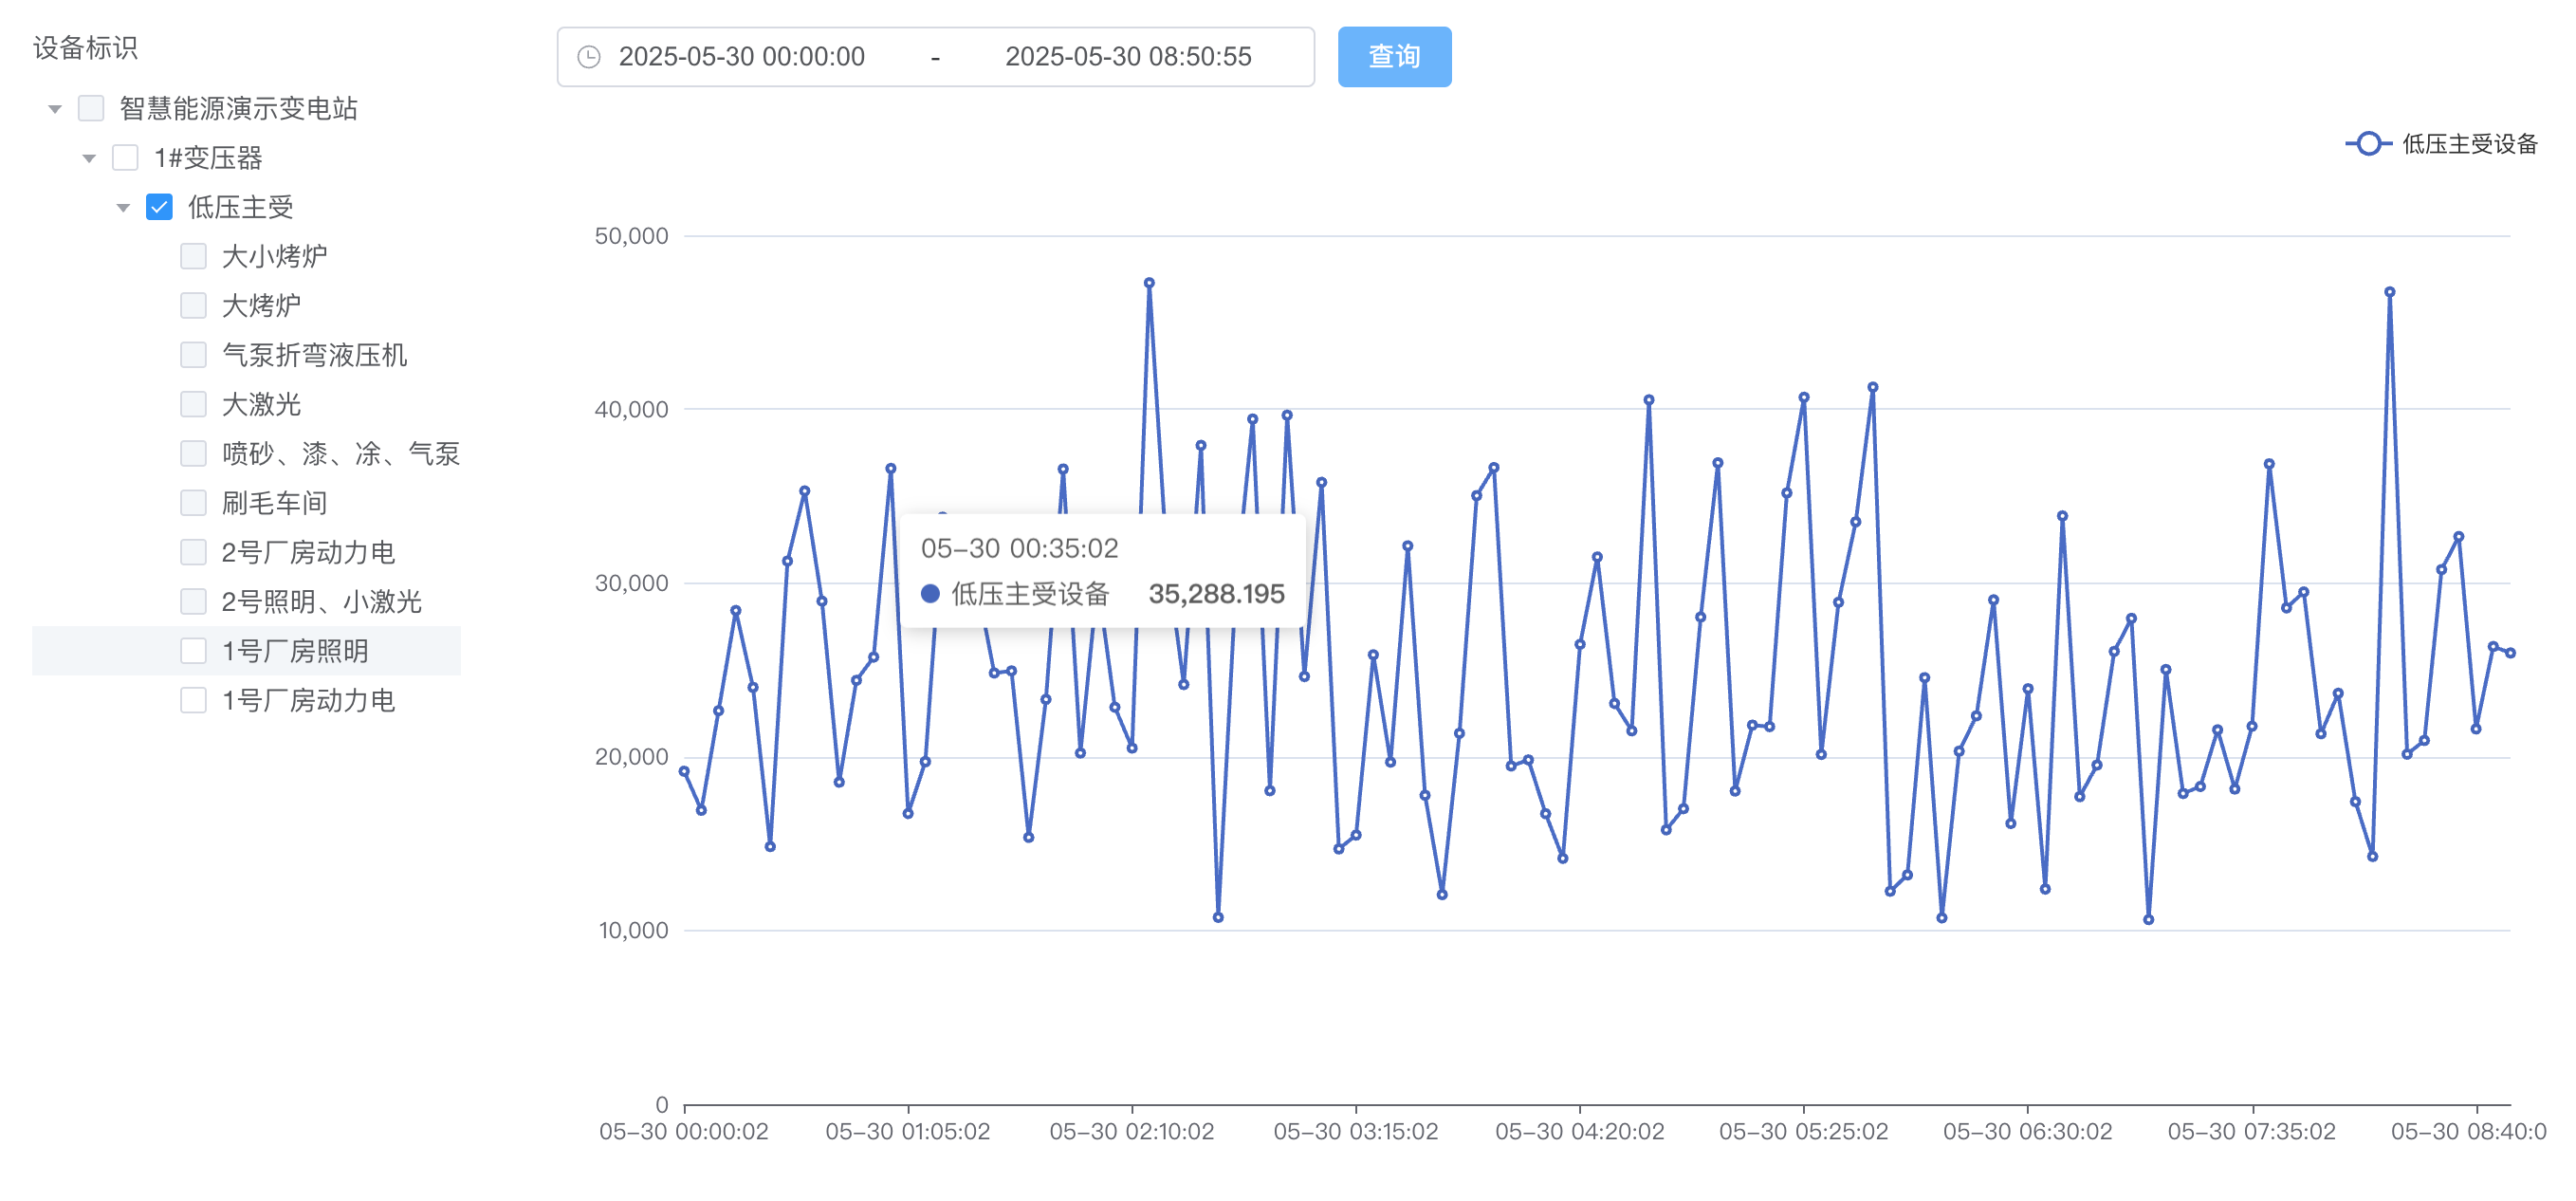 设备标识
智慧能源演示变电站
1#变压器
低压主受
大小烤炉
大烤炉
气泵折弯液压机
大激光
喷砂、漆、凃、气泵
刷毛车间
2号厂房动力电
2号照明、小激光
1号厂房照明
1号厂房动力电
2025-05-30 00:00:00 - 2025-05-30 08:50:55 查询
低压主受设备
50,000
40,000
30,000
20,000
10,000
0
05-30 00:35:02
低压主受设备 35,288.195
05-30 00:00:02 05-30 01:05:02 05-30 02:10:02 05-30 03:15:02 05-30 04:20:02 05-30 05:25:02 05-30 06:30:02 05-30 07:35:02 05-30 08:40:0